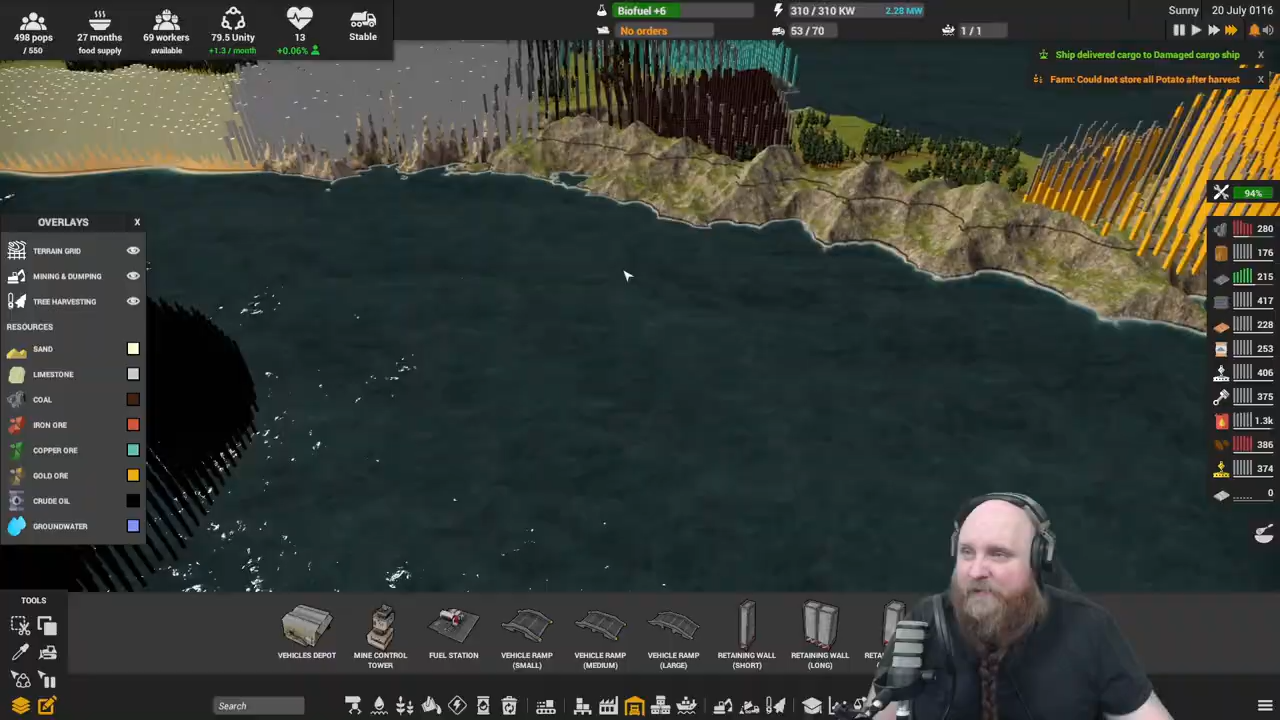 498 pops
/ 550
27 months
food supply
69 workers
available
79.5 Unity
+1.3 / month
13
+0.06%
Stable
Biofuel +6
No orders
310 / 310 KW
2.28 MW
53 / 70
1 / 1
Sunny
20 July 0116
Ship delivered cargo to Damaged cargo ship
X
Farm: Could not store all Potato after harvest
X
94%
280
176
215
417
228
253
406
375
1.3k
386
374
0
OVERLAYS
X
TERRAIN GRID
MINING & DUMPING
TREE HARVESTING
RESOURCES
SAND
LIMESTONE
COAL
IRON ORE
COPPER ORE
GOLD ORE
CRUDE OIL
GROUNDWATER
TOOLS
VEHICLES DEPOT
MINE CONTROL
TOWER
FUEL STATION
VEHICLE RAMP
(SMALL)
VEHICLE RAMP
(MEDIUM)
VEHICLE RAMP
(LARGE)
RETAINING WALL
(SHORT)
RETAINING WALL
(LONG)
Search